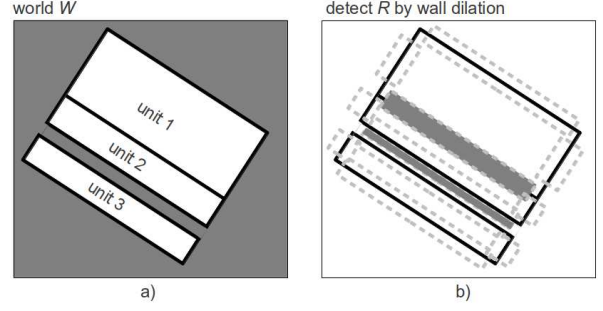 world W
detect R by wall dilation
unit 1
unit 2
unit 3
a)
b)